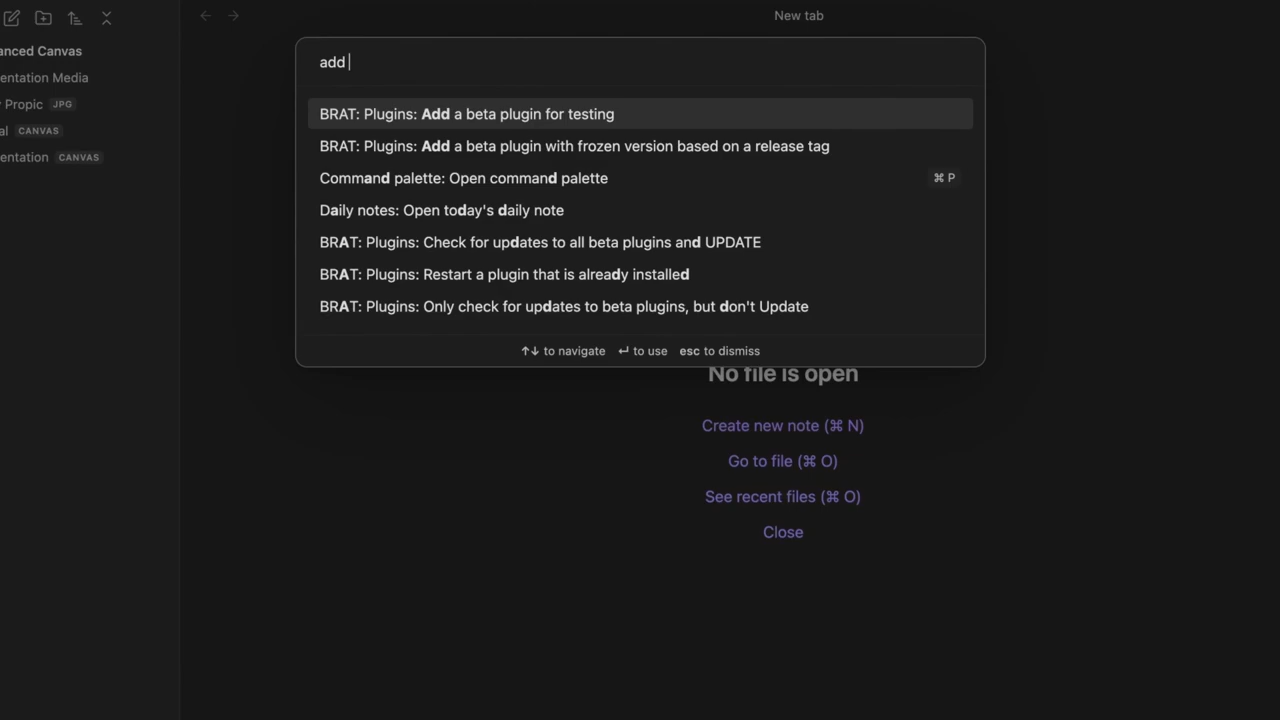 New tab
anced Canvas
entation Media
Propic JPG
al CANVAS
entation CANVAS
add
BRAT: Plugins: Add a beta plugin for testing
BRAT: Plugins: Add a beta plugin with frozen version based on a release tag
Command palette: Open command palette ⌘ P
Daily notes: Open today's daily note
BRAT: Plugins: Check for updates to all beta plugins and UPDATE
BRAT: Plugins: Restart a plugin that is already installed
BRAT: Plugins: Only check for updates to beta plugins, but don't Update
↑↓ to navigate ↵ to use esc to dismiss
No file is open
Create new note (⌘ N)
Go to file (⌘ O)
See recent files (⌘ O)
Close